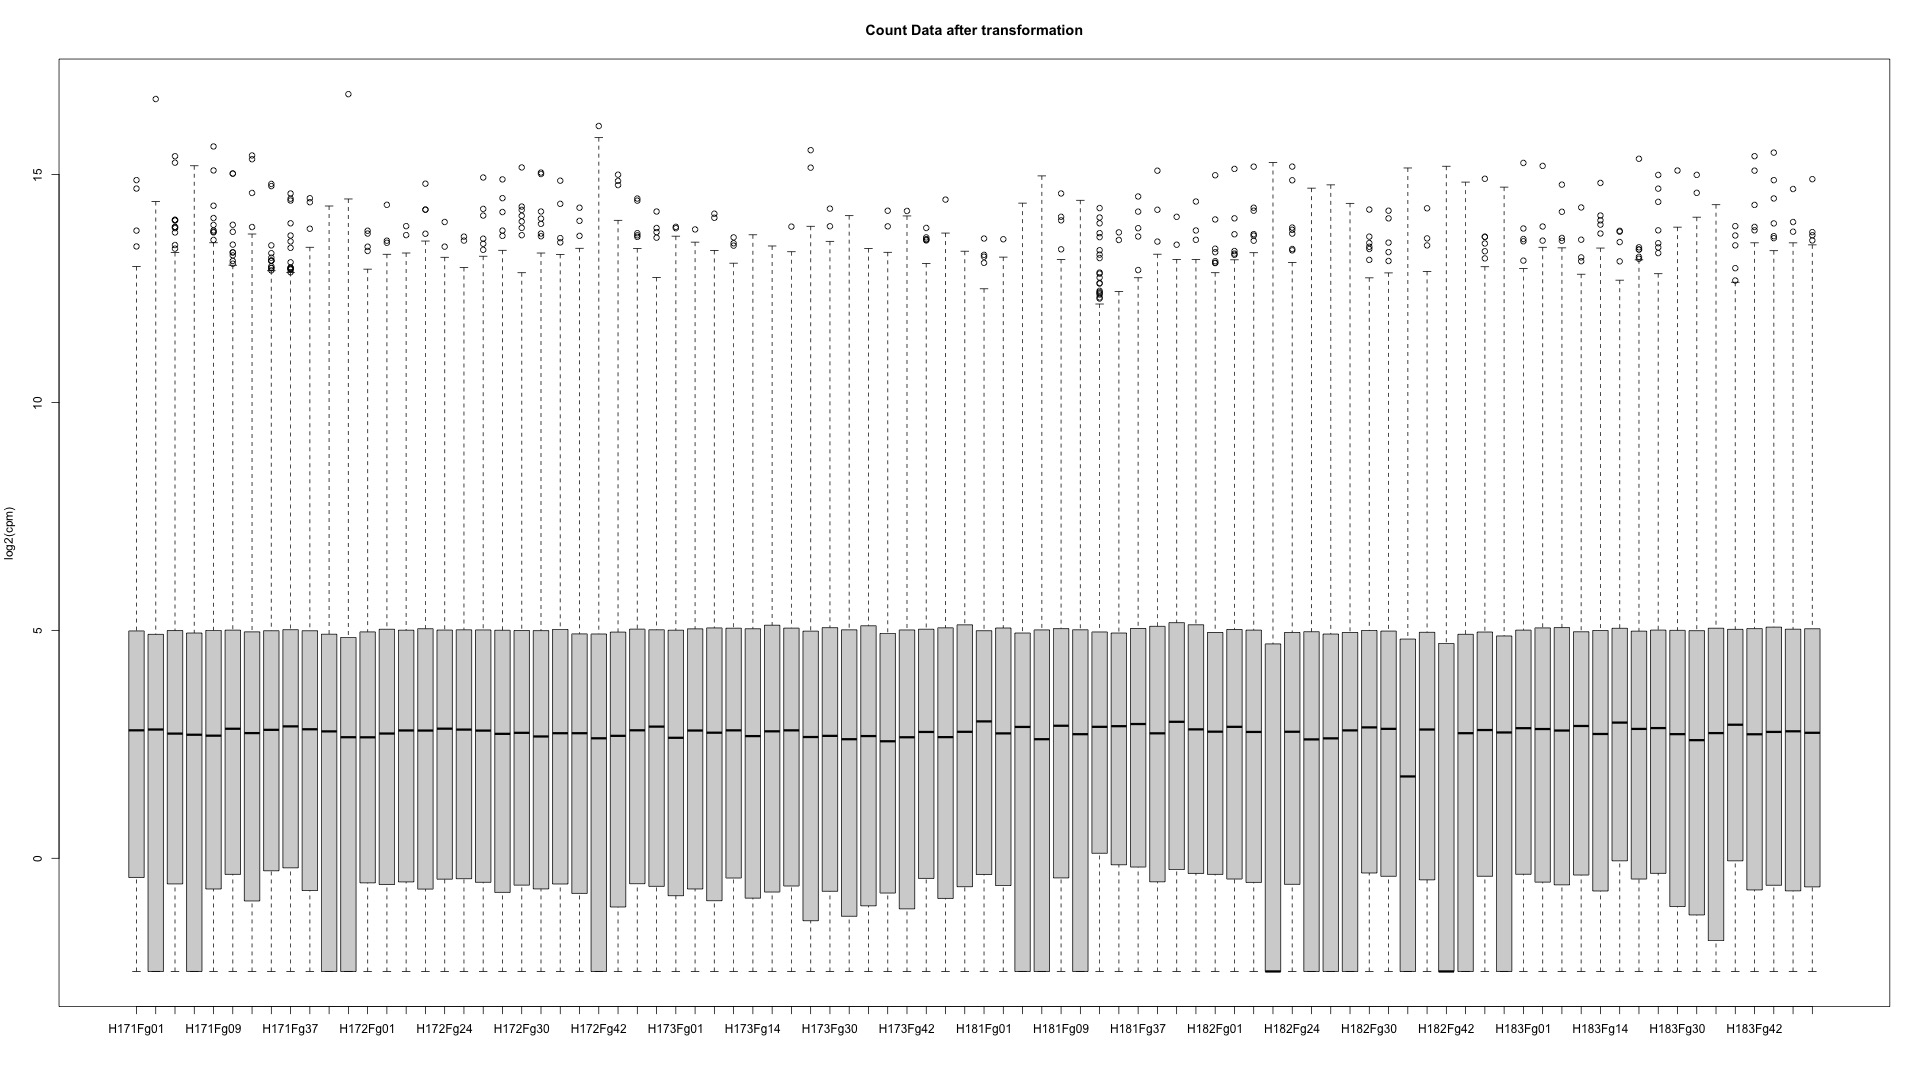 Count Data after transformation
log2(cpm)
15
10
5
0
H171Fg01 H171Fg09 H171Fg37 H172Fg01 H172Fg24 H172Fg30 H172Fg42 H173Fg01 H173Fg14 H173Fg30 H173Fg42 H181Fg01 H181Fg09 H181Fg37 H182Fg01 H182Fg24 H182Fg30 H182Fg42 H183Fg01 H183Fg14 H183Fg30 H183Fg42